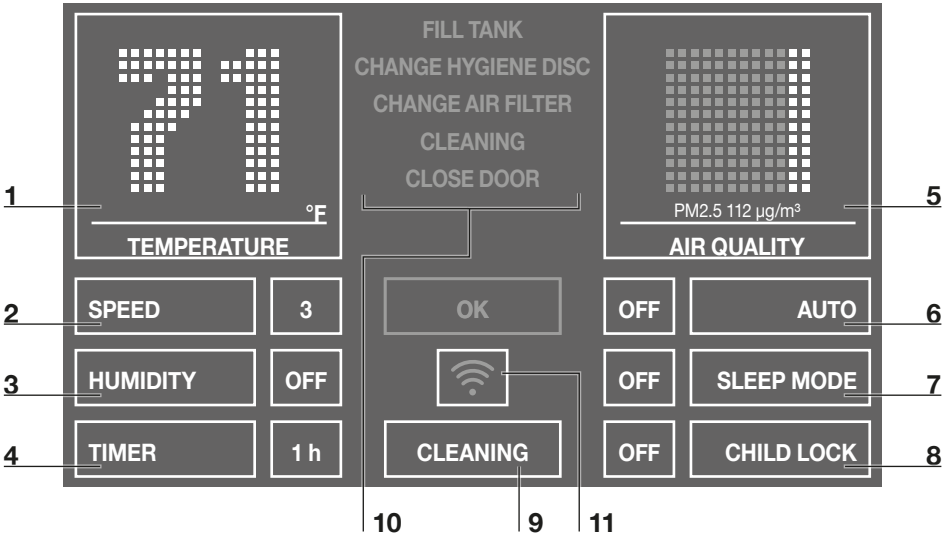 71
°F
TEMPERATURE
FILL TANK
CHANGE HYGIENE DISC
CHANGE AIR FILTER
CLEANING
CLOSE DOOR
PM2.5 112 µg/m³
AIR QUALITY
1
5
2
SPEED
3
OK
OFF
AUTO
6
3
HUMIDITY
OFF
OFF
SLEEP MODE
7
4
TIMER
1 h
CLEANING
OFF
CHILD LOCK
8
10
9
11